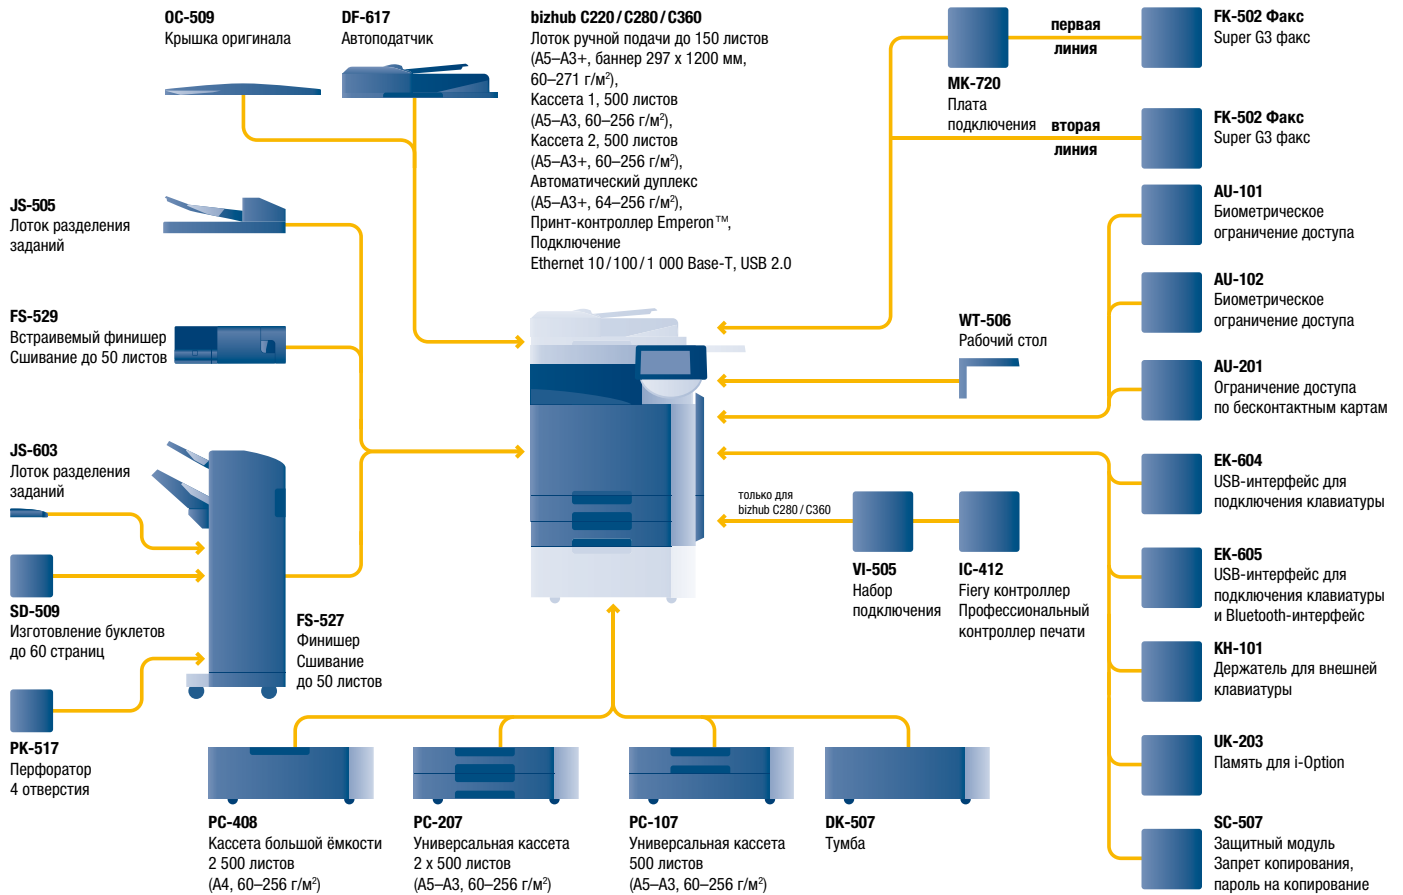 OC-509
Крышка оригинала
DF-617
Автоподатчик
bizhub C220 / C280 / C360
Лоток ручной подачи до 150 листов
(A5–A3+, баннер 297 x 1200 мм,
60–271 г/м²),
Кассета 1, 500 листов
(A5–A3, 60–256 г/м²),
Кассета 2, 500 листов
(A5–A3+, 60–256 г/м²),
Автоматический дуплекс
(A5–A3+, 64–256 г/м²),
Принт-контроллер Emperon™,
Подключение
Ethernet 10 / 100 / 1 000 Base-T, USB 2.0
MK-720
Плата
подключения
первая
линия
вторая
линия
FK-502 Факс
Super G3 факс
FK-502 Факс
Super G3 факс
AU-101
Биометрическое
ограничение доступа
AU-102
Биометрическое
ограничение доступа
AU-201
Ограничение доступа
по бесконтактным картам
JS-505
Лоток разделения
заданий
FS-529
Встраивемый финишер
Сшивание до 50 листов
JS-603
Лоток разделения
заданий
SD-509
Изготовление буклетов
до 60 страниц
PK-517
Перфоратор
4 отверстия
FS-527
Финишер
Сшивание
до 50 листов
WT-506
Рабочий стол
только для
bizhub C280 / C360
VI-505
Набор
подключения
IC-412
Fiery контроллер
Профессиональный
контроллер печати
EK-604
USB-интерфейс для
подключения клавиатуры
EK-605
USB-интерфейс для
подключения клавиатуры
и Bluetooth-интерфейс
KH-101
Держатель для внешней
клавиатуры
UK-203
Память для i-Option
SC-507
Защитный модуль
Запрет копирования,
пароль на копирование
PC-408
Кассета большой ёмкости
2 500 листов
(A4, 60–256 г/м²)
PC-207
Универсальная кассета
2 x 500 листов
(A5–A3, 60–256 г/м²)
PC-107
Универсальная кассета
500 листов
(A5–A3, 60–256 г/м²)
DK-507
Тумба